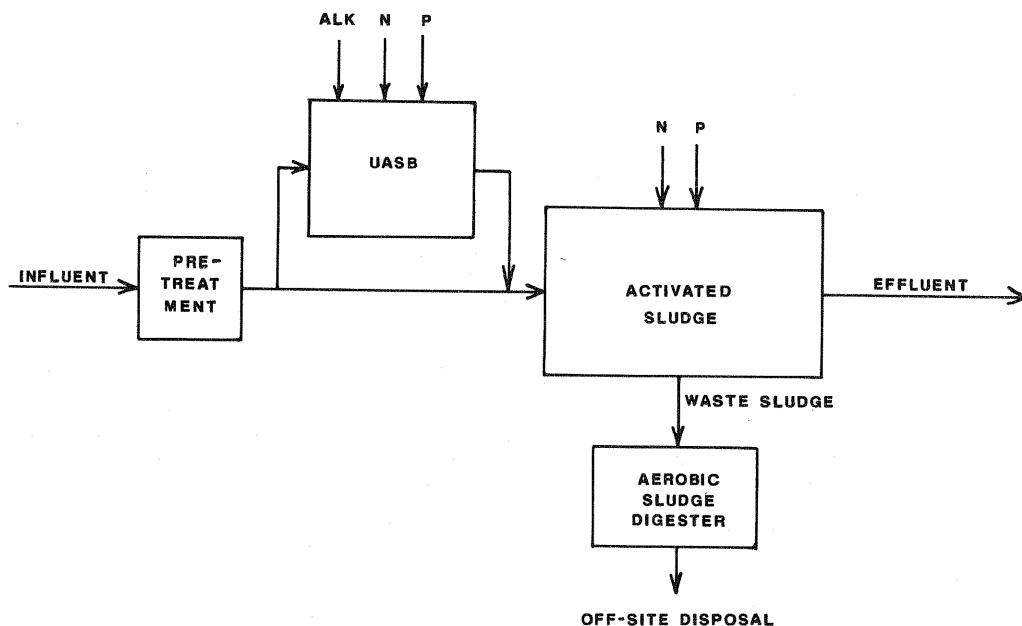 ALK N P
UASB
N P
INFLUENT
PRE-
TREAT
MENT
ACTIVATED
SLUDGE
EFFLUENT
WASTE SLUDGE
AEROBIC
SLUDGE
DIGESTER
OFF-SITE DISPOSAL